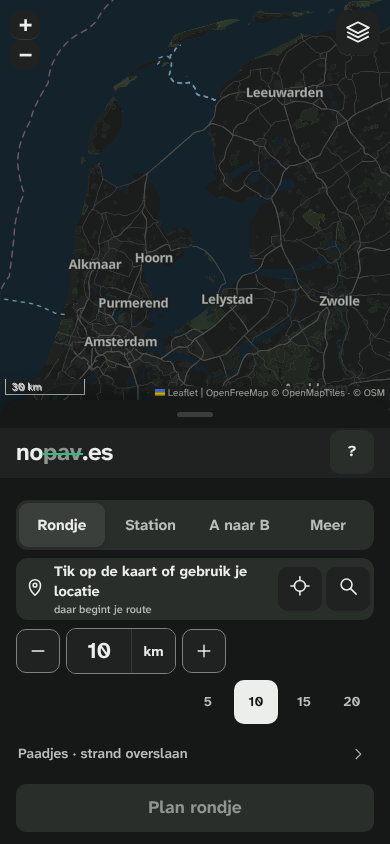 +
−
Leeuwarden
Alkmaar
Hoorn
Purmerend
Lelystad
Zwolle
Amsterdam
30 km
Leaflet | OpenFreeMap © OpenMapTiles · © OSM
nopav.es
?
Rondje
Station
A naar B
Meer
Tik op de kaart of gebruik je
locatie
daar begint je route
−
10
km
+
5
10
15
20
Paadjes · strand overslaan
Plan rondje